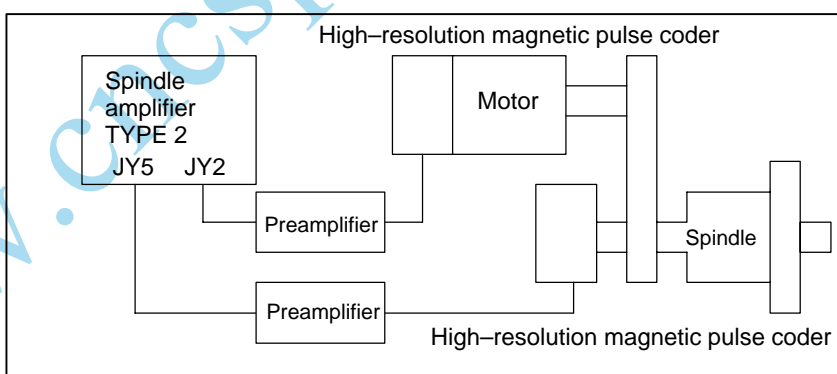 High–resolution magnetic pulse coder
Spindle
amplifier
TYPE 2
JY5 JY2
Motor
Preamplifier
Spindle
Preamplifier
High–resolution magnetic pulse coder
w.cncsp